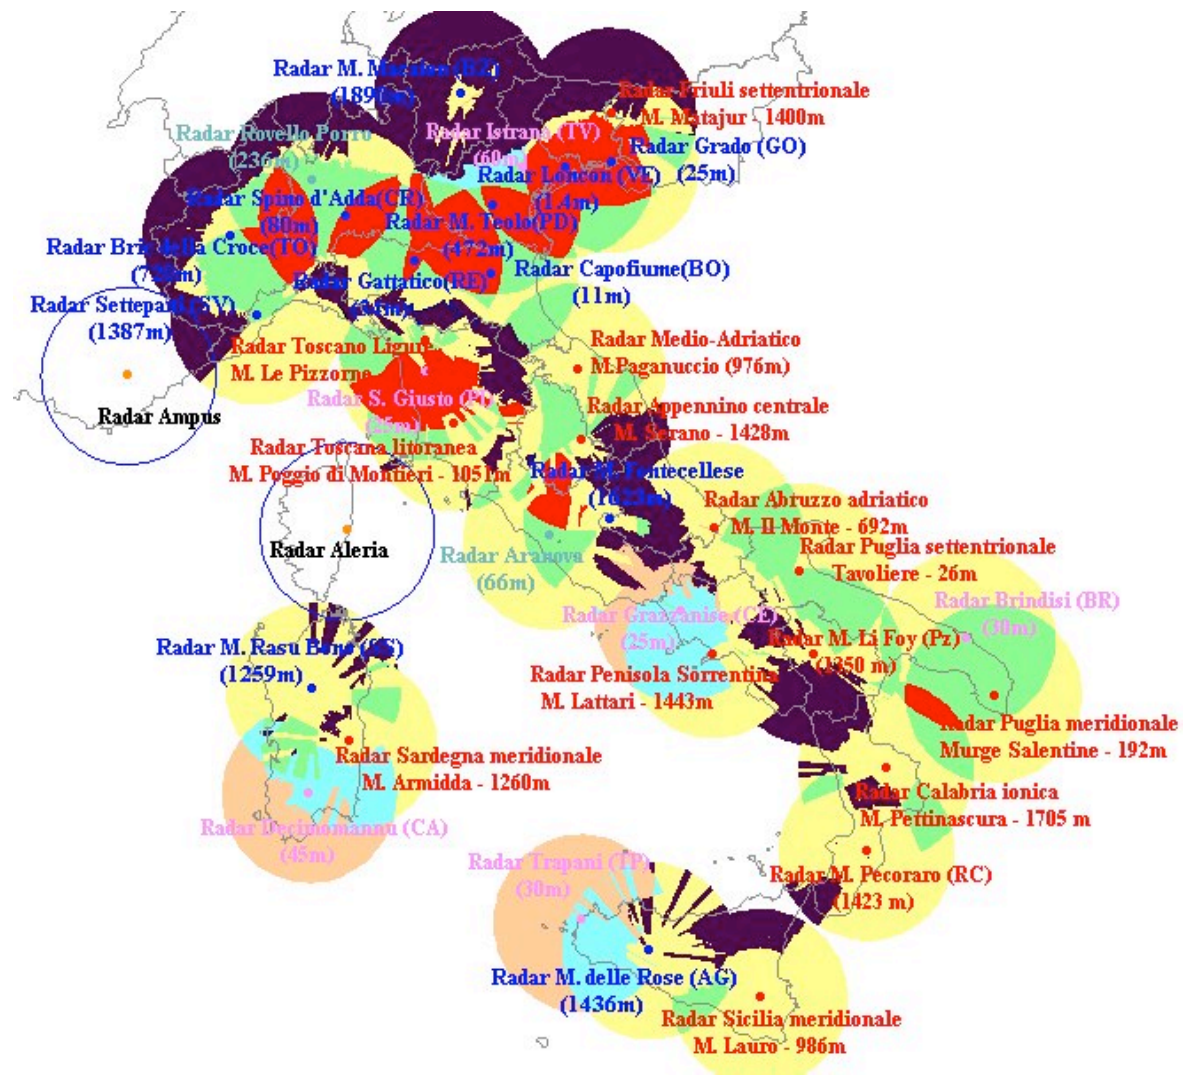 Radar M. Macaion (BZ)
Radar Friuli settentrionale
M. Matajur - 1400m
Radar Rovello Porro
(236m)
Radar Istrana (TV)
(60m)
Radar Grado (GO)
(25m)
Radar Loncon (VE)
(1.4m)
Radar Spino d'Adda(CR)
(80m)
Radar M. Teolo(PD)
(472m)
Radar della Croce(TO)
Radar Capofiume(BO)
(11m)
Radar Gattatico(RE)
Radar Settepani (SV)
(1387m)
Radar Toscano Ligure
M. Le Pizzorne
Radar Medio-Adriatico
M.Paganuccio (976m)
Radar Ampus
Radar S. Giusto (PI)
(25m)
Radar Appennino centrale
M. Serano - 1428m
Radar Toscana litoranea
M. Poggio di Montieri - 1051m
Radar M. Fontecellese
Radar Abruzzo adriatico
M. Il Monte - 692m
Radar Aleria
Radar Aranova
(66m)
Radar Puglia settentrionale
Tavoliere - 26m
Radar Grazzanise (CE)
(25m)
Radar Brindisi (BR)
(30m)
Radar M. Rasu
(1259m)
Radar M. Li Foy (Pz)
(1350 m)
Radar Penisola Sorrentina
M. Lattari - 1443m
Radar Puglia meridionale
Murge Salentine - 192m
Radar Sardegna meridionale
M. Armidda - 1260m
Radar Calabria ionica
M. Pettinascura - 1705 m
Radar Decimomannu (CA)
(45m)
Radar Trapani (TP)
(30m)
Radar M. Pecoraro (RC)
(1423 m)
Radar M. delle Rose (AG)
(1436m)
Radar Sicilia meridionale
M. Lauro - 986m